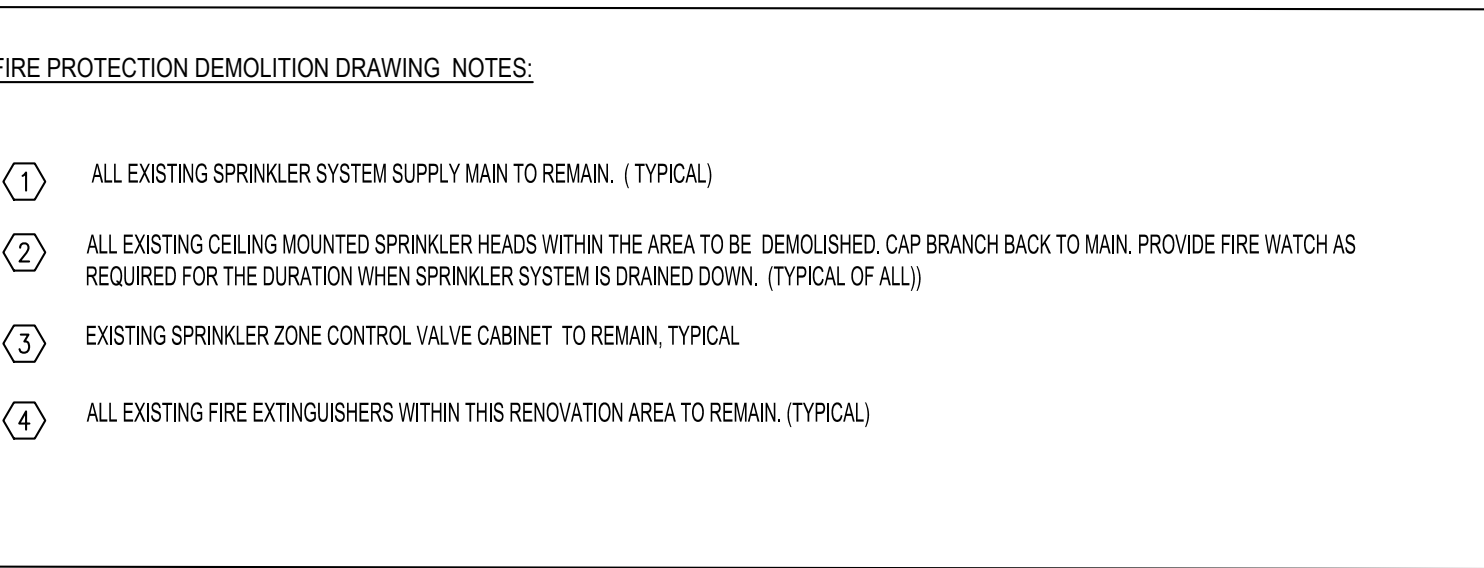 FIRE PROTECTION DEMOLITION DRAWING NOTES:
1 ALL EXISTING SPRINKLER SYSTEM SUPPLY MAIN TO REMAIN. ( TYPICAL)
2 ALL EXISTING CEILING MOUNTED SPRINKLER HEADS WITHIN THE AREA TO BE DEMOLISHED. CAP BRANCH BACK TO MAIN. PROVIDE FIRE WATCH AS
REQUIRED FOR THE DURATION WHEN SPRINKLER SYSTEM IS DRAINED DOWN. (TYPICAL OF ALL))
3 EXISTING SPRINKLER ZONE CONTROL VALVE CABINET TO REMAIN, TYPICAL
4 ALL EXISTING FIRE EXTINGUISHERS WITHIN THIS RENOVATION AREA TO REMAIN. (TYPICAL)